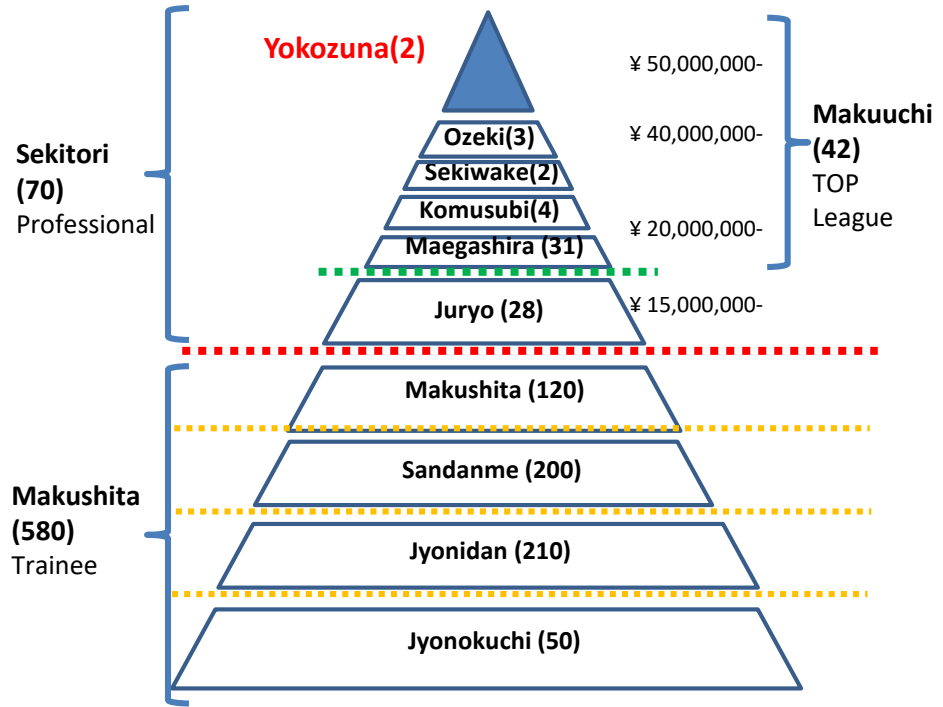 Yokozuna(2)
¥ 50,000,000-
Makuuchi
(42)
TOP
League
Ozeki(3)
¥ 40,000,000-
Sekitori
(70)
Professional
Sekiwake(2)
Komusubi(4)
¥ 20,000,000-
Maegashira (31)
Juryo (28)
¥ 15,000,000-
Makushita (120)
Sandanme (200)
Makushita
(580)
Trainee
Jyonidan (210)
Jyonokuchi (50)